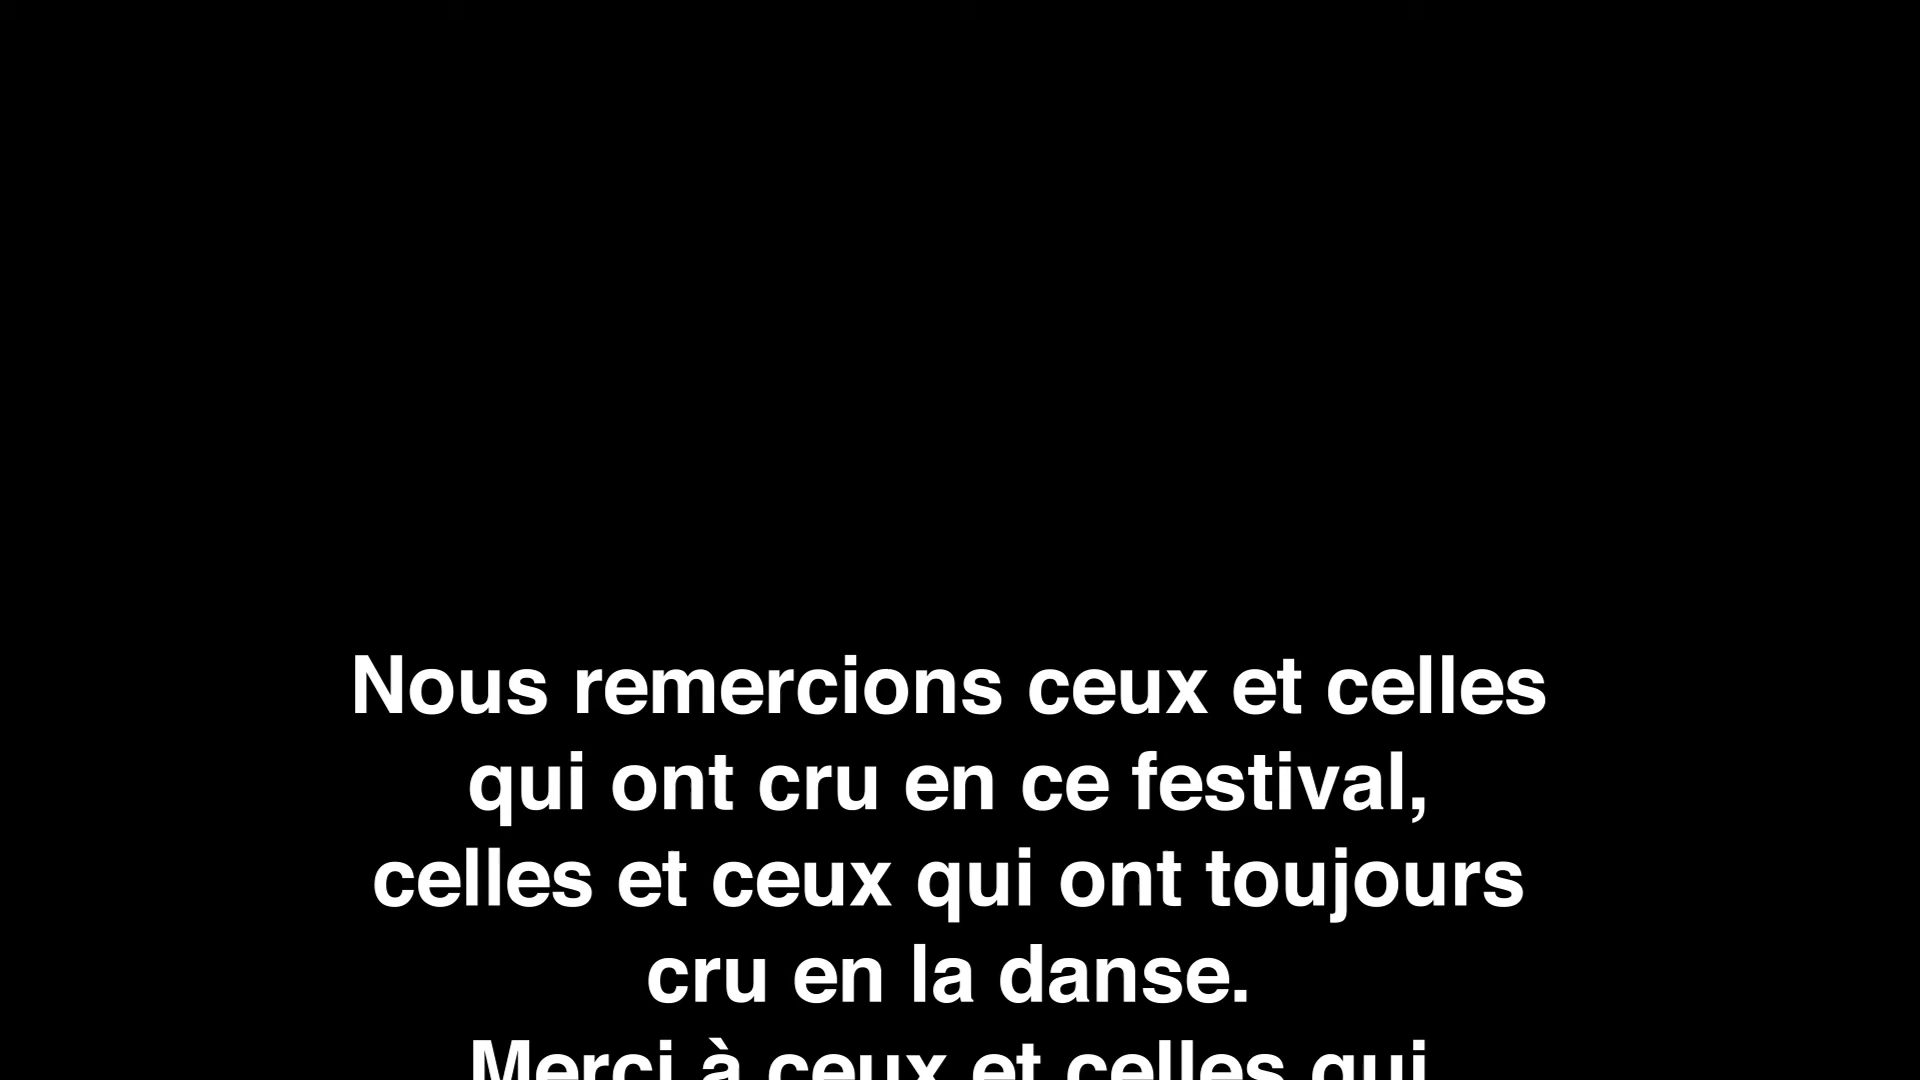 Nous remercions ceux et celles
qui ont cru en ce festival,
celles et ceux qui ont toujours
cru en la danse.
Merci à ceux et celles qui